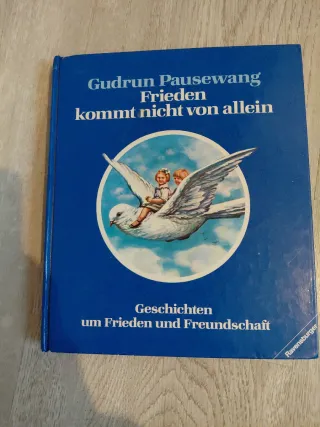 Gudrun Pausewang
Frieden
kommt nicht von allein
Geschichten
um Frieden und Freundschaft
Ravensburger